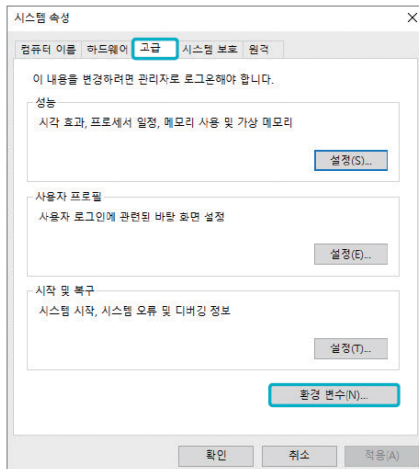 시스템 속성
컴퓨터 이름 하드웨어 고급 시스템 보호 원격
이 내용을 변경하려면 관리자로 로그온해야 합니다.
성능
시각 효과, 프로세서 일정, 메모리 사용 및 가상 메모리
설정(S)...
사용자 프로필
사용자 로그인에 관련된 바탕 화면 설정
설정(E)...
시작 및 복구
시스템 시작, 시스템 오류 및 디버깅 정보
설정(T)...
환경 변수(N)...
확인 취소 적용(A)